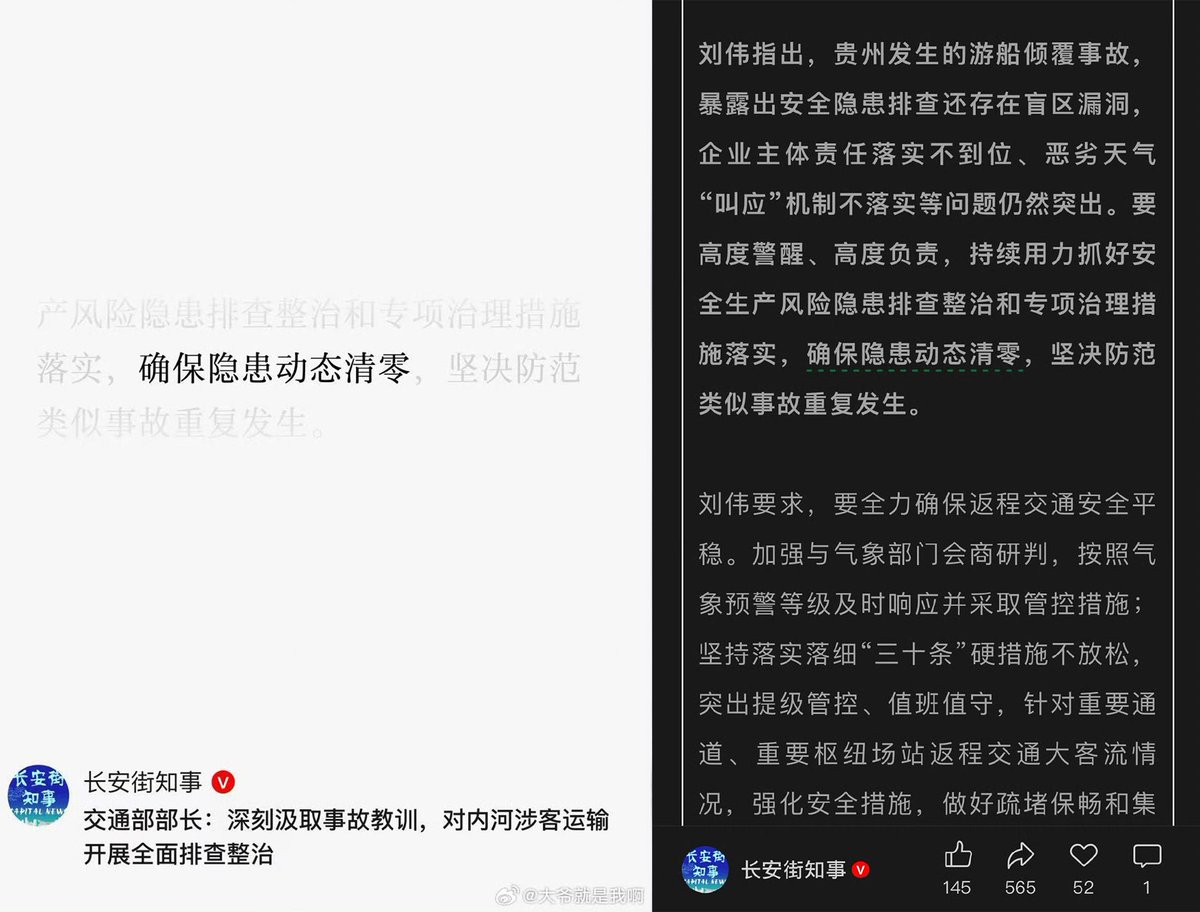 产风险隐患排查整治和专项治理措施
落实，确保隐患动态清零，坚决防范
类似事故重复发生。
长安街
知事
CAPITAL NEWS
长安街知事
V
交通部部长：深刻汲取事故教训，对内河涉客运输
开展全面排查整治
@大爷就是我啊
刘伟指出，贵州发生的游船倾覆事故，
暴露出安全隐患排查还存在盲区漏洞，
企业主体责任落实不到位、恶劣天气
“叫应”机制不落实等问题仍然突出。要
高度警醒、高度负责，持续用力抓好安
全生产风险隐患排查整治和专项治理措
施落实，确保隐患动态清零，坚决防范
类似事故重复发生。
刘伟要求，要全力确保返程交通安全平
稳。加强与气象部门会商研判，按照气
象预警等级及时响应并采取管控措施；
坚持落实落细“三十条”硬措施不放松，
突出提级管控、值班值守，针对重要通
道、重要枢纽场站返程交通大客流情
况，强化安全措施，做好疏堵保畅和集
长安街
知事
CAPITAL NEWS
长安街知事
V
145
565
52
1